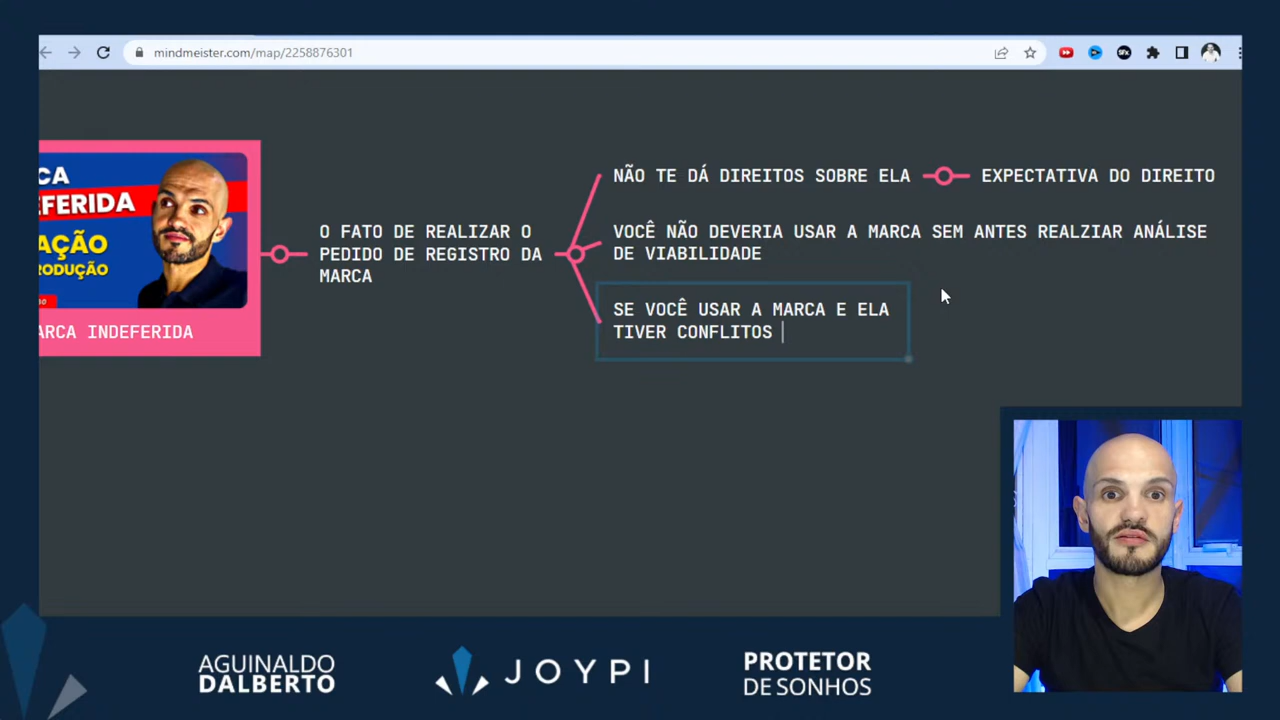 mindmeister.com/map/2258876301
CA
EFERIDA
AÇÃO
RODUÇÃO
ARCA INDEFERIDA
O FATO DE REALIZAR O
PEDIDO DE REGISTRO DA
MARCA
NÃO TE DÁ DIREITOS SOBRE ELA
EXPECTATIVA DO DIREITO
VOCÊ NÃO DEVERIA USAR A MARCA SEM ANTES REALZIAR ANÁLISE
DE VIABILIDADE
SE VOCÊ USAR A MARCA E ELA
TIVER CONFLITOS
AGUINALDO
DALBERTO
JOYPI
PROTETOR
DE SONHOS